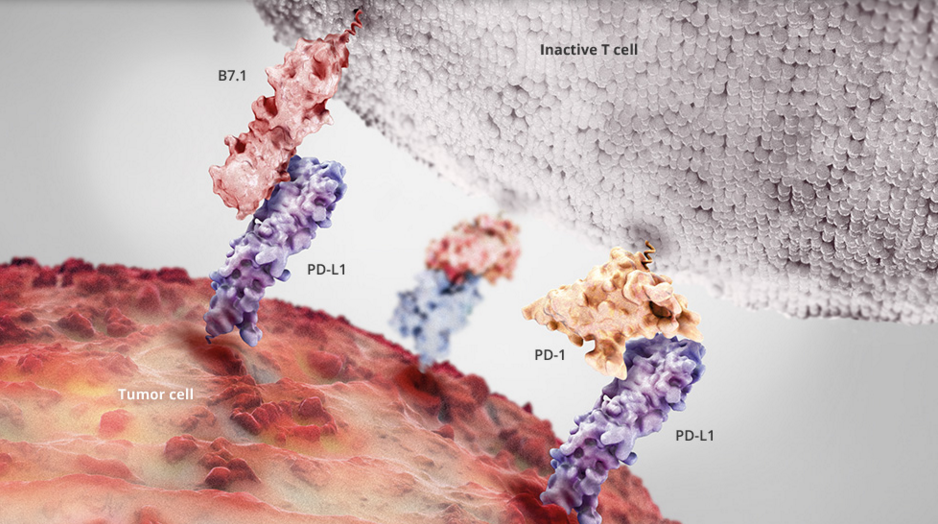 Inactive T cell
B7.1
PD-L1
PD-1
Tumor cell
PD-L1